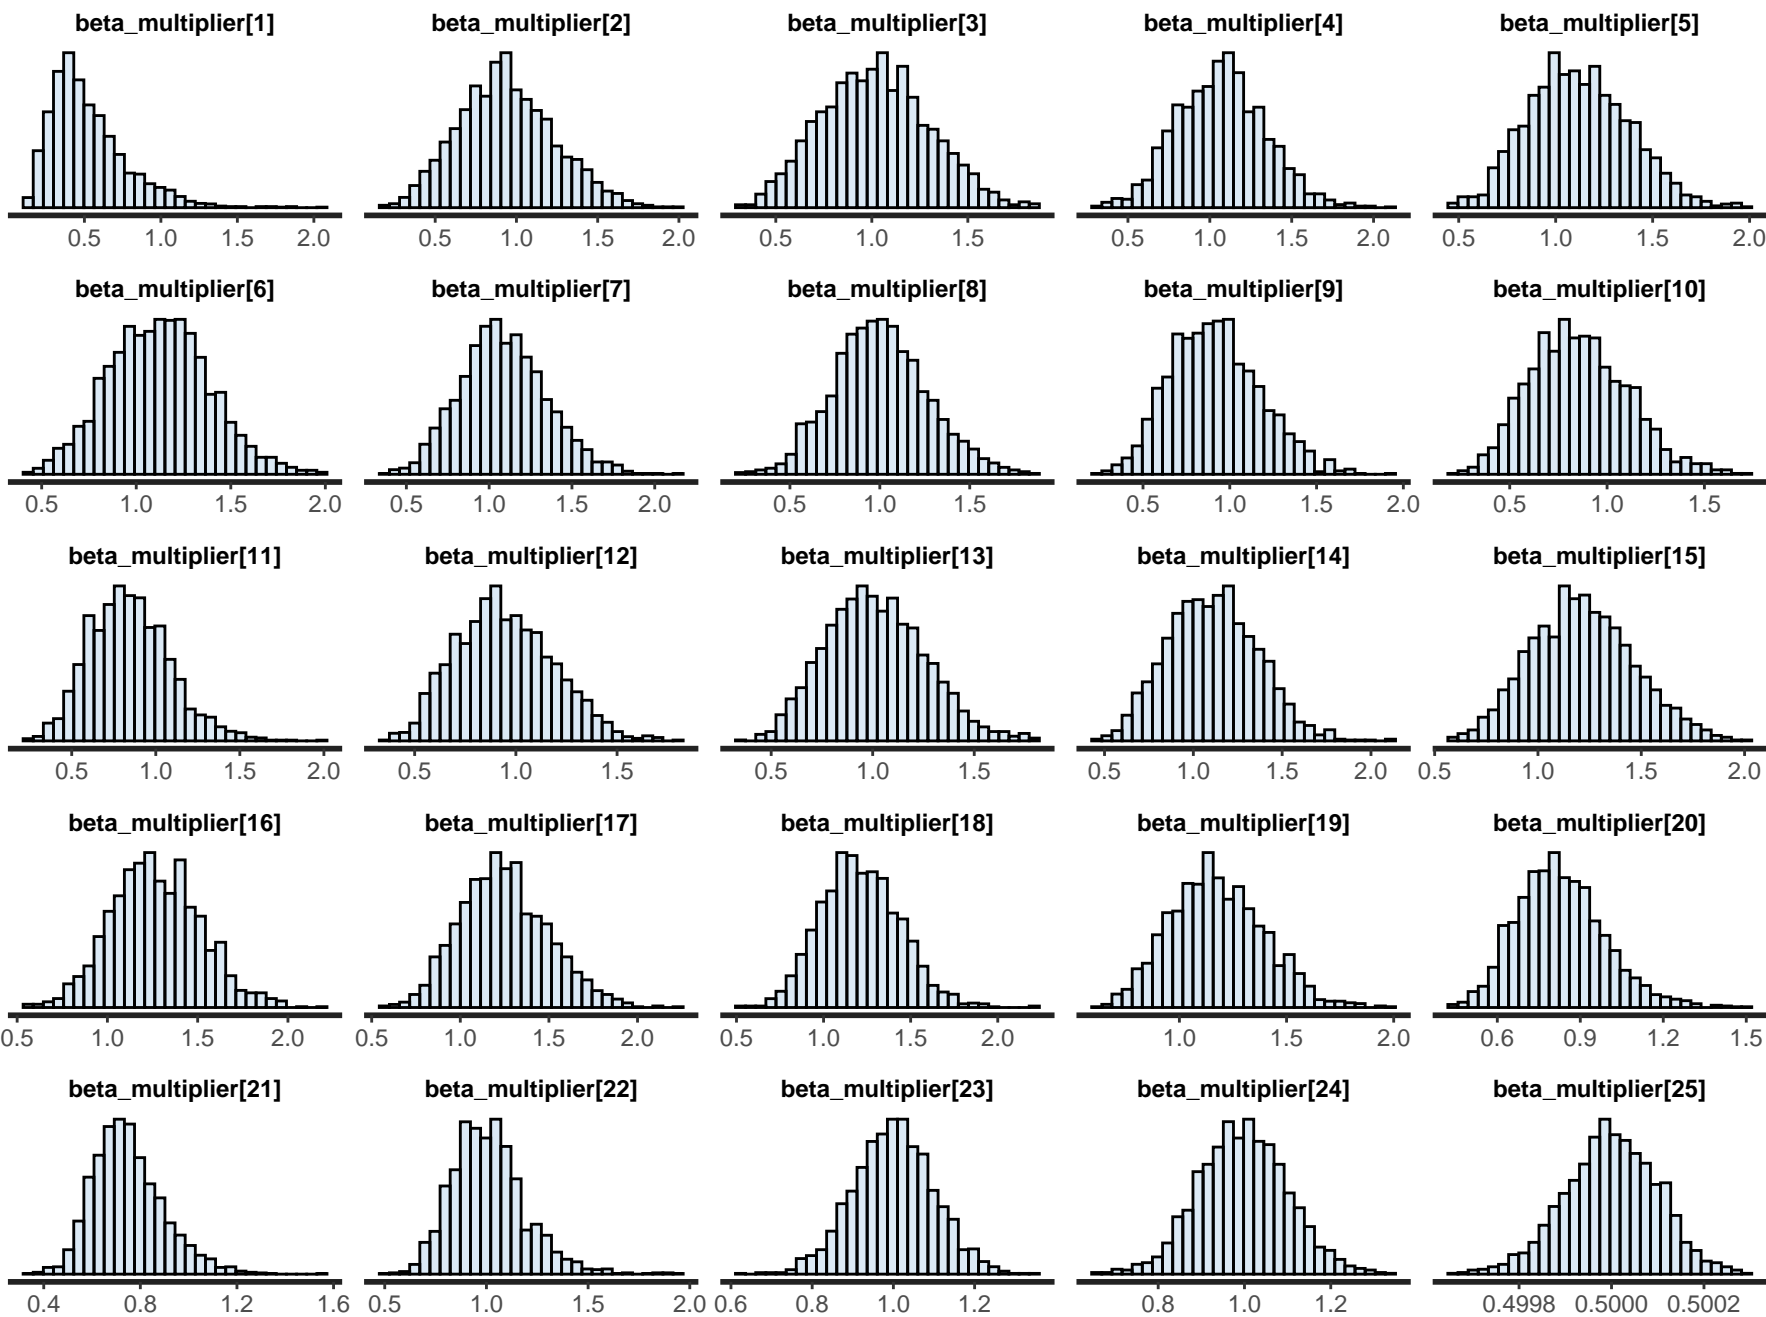 beta_multiplier[1] beta_multiplier[2] beta_multiplier[3] beta_multiplier[4] beta_multiplier[5]
0.5 1.0 1.5 2.0 0.5 1.0 1.5 2.0 0.5 1.0 1.5 0.5 1.0 1.5 2.0 0.5 1.0 1.5 2.0
beta_multiplier[6] beta_multiplier[7] beta_multiplier[8] beta_multiplier[9] beta_multiplier[10]
0.5 1.0 1.5 2.0 0.5 1.0 1.5 2.0 0.5 1.0 1.5 0.5 1.0 1.5 2.0 0.5 1.0 1.5
beta_multiplier[11] beta_multiplier[12] beta_multiplier[13] beta_multiplier[14] beta_multiplier[15]
0.5 1.0 1.5 2.0 0.5 1.0 1.5 0.5 1.0 1.5 0.5 1.0 1.5 2.0 0.5 1.0 1.5 2.0
beta_multiplier[16] beta_multiplier[17] beta_multiplier[18] beta_multiplier[19] beta_multiplier[20]
0.5 1.0 1.5 2.0 0.5 1.0 1.5 2.0 0.5 1.0 1.5 2.0 1.0 1.5 2.0 0.6 0.9 1.2 1.5
beta_multiplier[21] beta_multiplier[22] beta_multiplier[23] beta_multiplier[24] beta_multiplier[25]
0.4 0.8 1.2 1.6 0.5 1.0 1.5 2.0 0.6 0.8 1.0 1.2 0.8 1.0 1.2 0.4998 0.5000 0.5002